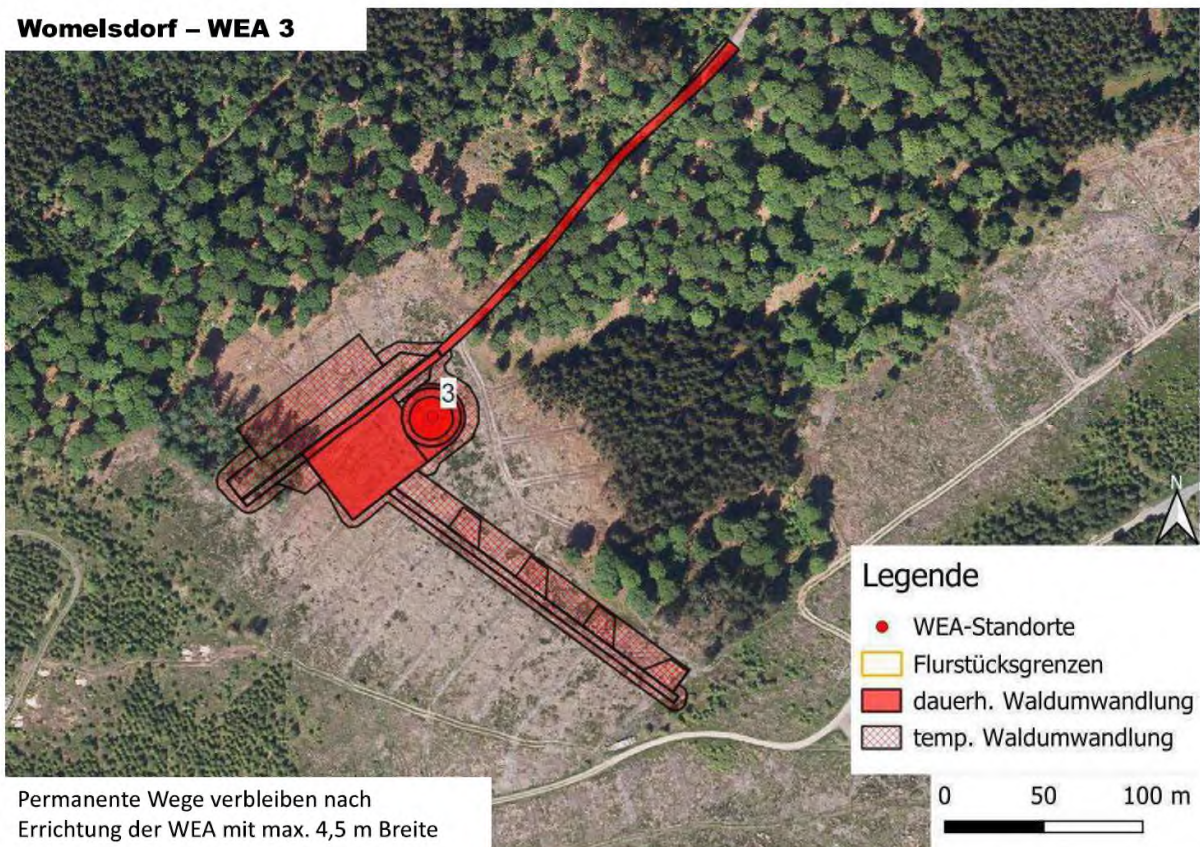 Womelsdorf – WEA 3
3
N
Legende
WEA-Standorte
Flurstücksgrenzen
dauerh. Waldumwandlung
temp. Waldumwandlung
Permanente Wege verbleiben nach
Errichtung der WEA mit max. 4,5 m Breite
0 50 100 m